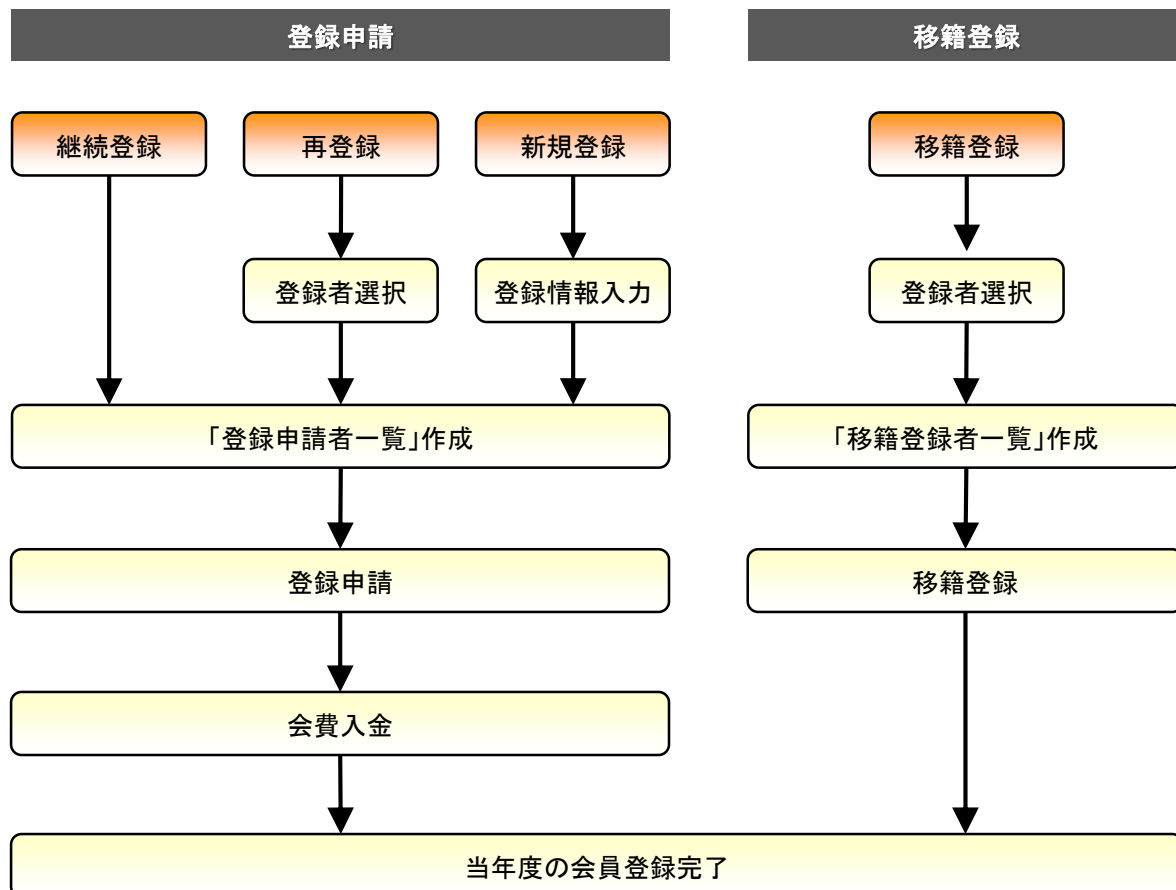 登録申請
移籍登録
継続登録
再登録
新規登録
移籍登録
登録者選択
登録情報入力
登録者選択
「登録申請者一覧」作成
「移籍登録者一覧」作成
登録申請
移籍登録
会費入金
当年度の会員登録完了